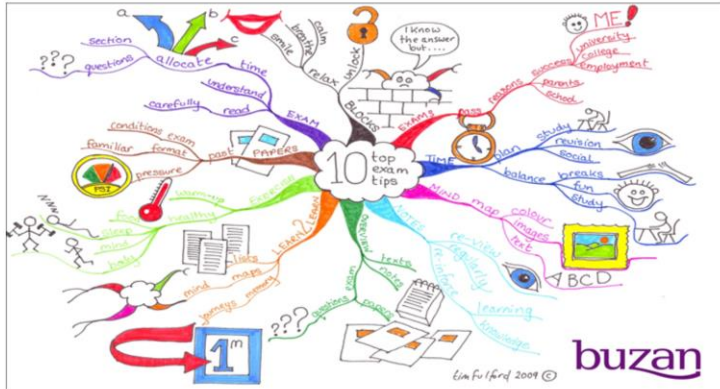 10 top
exam
tips
EXAMS
pass
reasons
success
ME!
university
college
employment
parents
school
TIME
plan
study
revision
social
balance
breaks
fun
study
MIND map
colour
images
text
ABCD
NOTES
review
regularly
re-inforce
learning
knowledge
OVERVIEW
texts
notes
exam
papers
questions
???
LEARN2LEARN
lists
mind maps
memory
journeys
1m
EXERCISE
warm up
healthy
food
sleep
mind
body
PAPERS
past
conditions exam
familiar format
pressure
PSI
EXAM
time
allocate
a
b
c
section
questions
???
understand
read
carefully
BLOCKS
relax
calm
breathe
smile
unlock
I know
the answer
but....
tim fulford 2009 ©
buzan